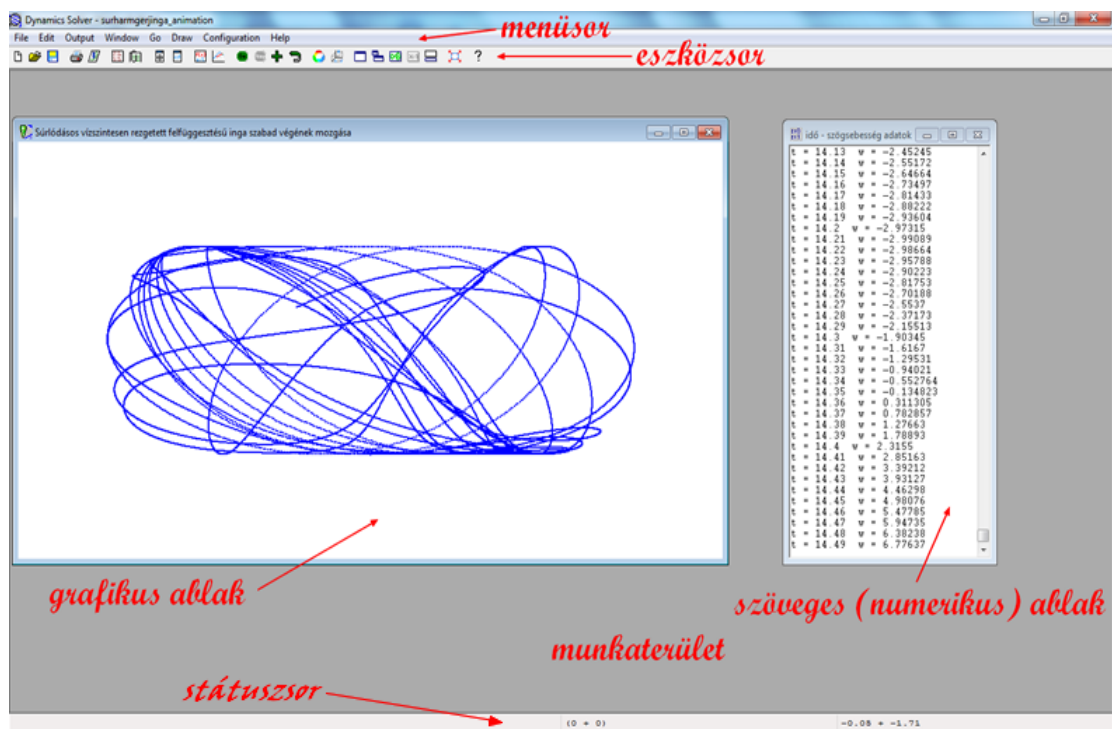 Dynamics Solver - surharmgerjinga_animation
File Edit Output Window Go Draw Configuration Help
menüsor
eszközsor
Súrlódásos vízszintesen rezgetett felfüggesztésű inga szabad végének mozgása
idő - szögsebesség adatok
t = 14.13 w = -2.45245
t = 14.14 w = -2.55172
t = 14.15 w = -2.64664
t = 14.16 w = -2.73497
t = 14.17 w = -2.81433
t = 14.18 w = -2.88222
t = 14.19 w = -2.93604
t = 14.2 w = -2.97315
t = 14.21 w = -2.99089
t = 14.22 w = -2.98664
t = 14.23 w = -2.95788
t = 14.24 w = -2.90223
t = 14.25 w = -2.81753
t = 14.26 w = -2.70188
t = 14.27 w = -2.5537
t = 14.28 w = -2.37173
t = 14.29 w = -2.15513
t = 14.3 w = -1.90345
t = 14.31 w = -1.6167
t = 14.32 w = -1.29531
t = 14.33 w = -0.94021
t = 14.34 w = -0.552764
t = 14.35 w = -0.134823
t = 14.36 w = 0.311305
t = 14.37 w = 0.782857
t = 14.38 w = 1.27663
t = 14.39 w = 1.78893
t = 14.4 w = 2.3155
t = 14.41 w = 2.85163
t = 14.42 w = 3.39212
t = 14.43 w = 3.93127
t = 14.44 w = 4.46298
t = 14.45 w = 4.98076
t = 14.46 w = 5.47785
t = 14.47 w = 5.94735
t = 14.48 w = 6.38238
t = 14.49 w = 6.77637
grafikus ablak
szöveges (numerikus) ablak
munkaterület
státuszsor
(0 + 0)
-0.08 + -1.71